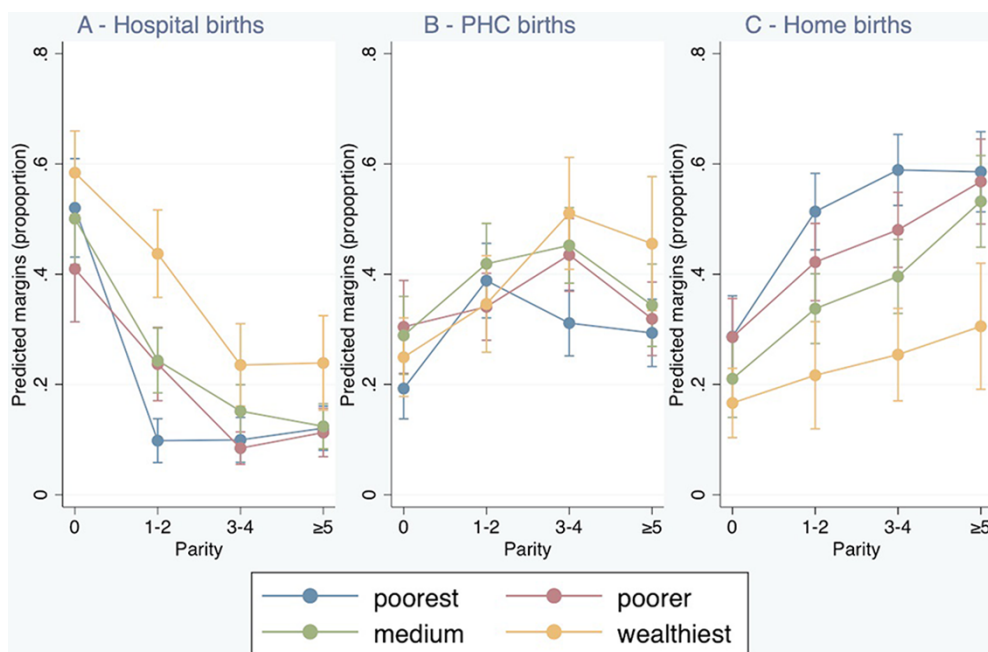 A - Hospital births
B - PHC births
C - Home births
Predicted margins (propoprtion)
.8
.6
.4
.2
0
0
1-2
3-4
≥5
Parity
Predicted margins (proportion)
.8
.6
.4
.2
0
0
1-2
3-4
≥5
Parity
Predicted margins (proportion)
.8
.6
.4
.2
0
0
1-2
3-4
≥5
Parity
poorest
poorer
medium
wealthiest